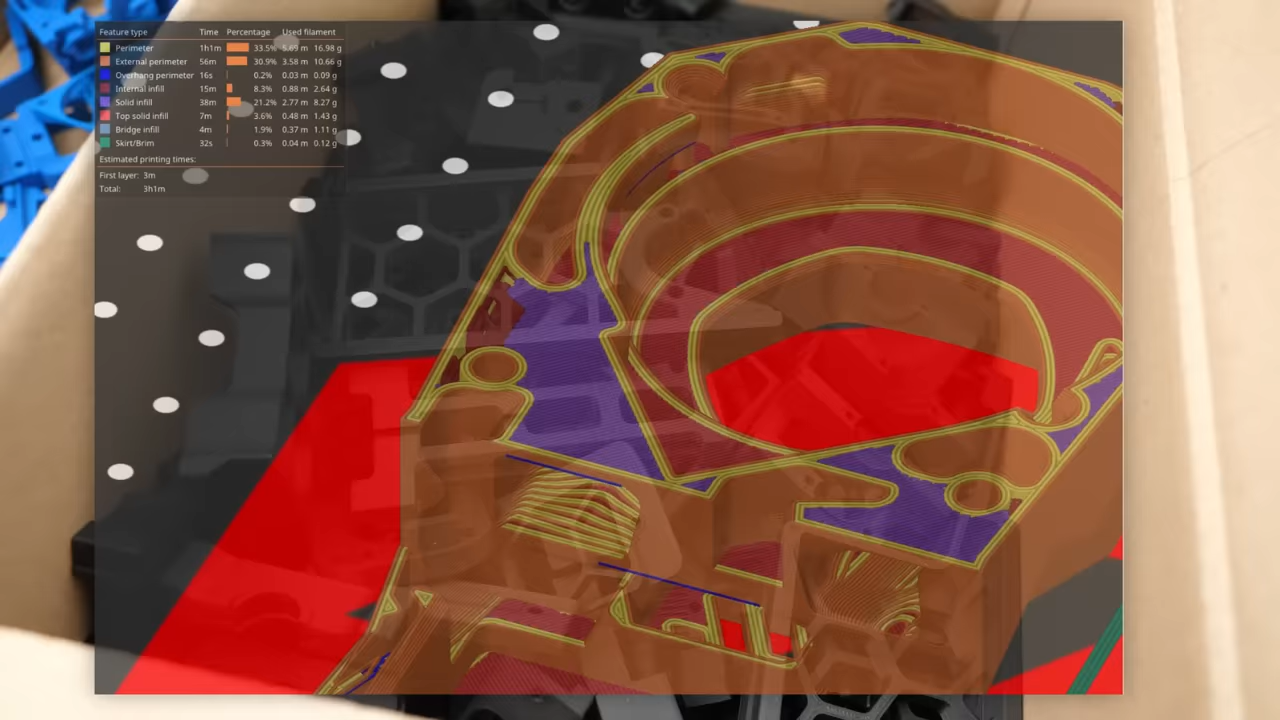 Feature type Time Percentage Used filament
Perimeter 1h1m 33.5% 5.69 m 16.98 g
External perimeter 56m 30.9% 3.58 m 10.66 g
Overhang perimeter 16s 0.2% 0.03 m 0.09 g
Internal infill 15m 8.3% 0.88 m 2.64 g
Solid infill 38m 21.2% 2.77 m 8.27 g
Top solid infill 7m 3.6% 0.48 m 1.43 g
Bridge infill 4m 1.9% 0.37 m 1.11 g
Skirt/Brim 32s 0.3% 0.04 m 0.12 g
Estimated printing times:
First layer: 3m
Total: 3h1m